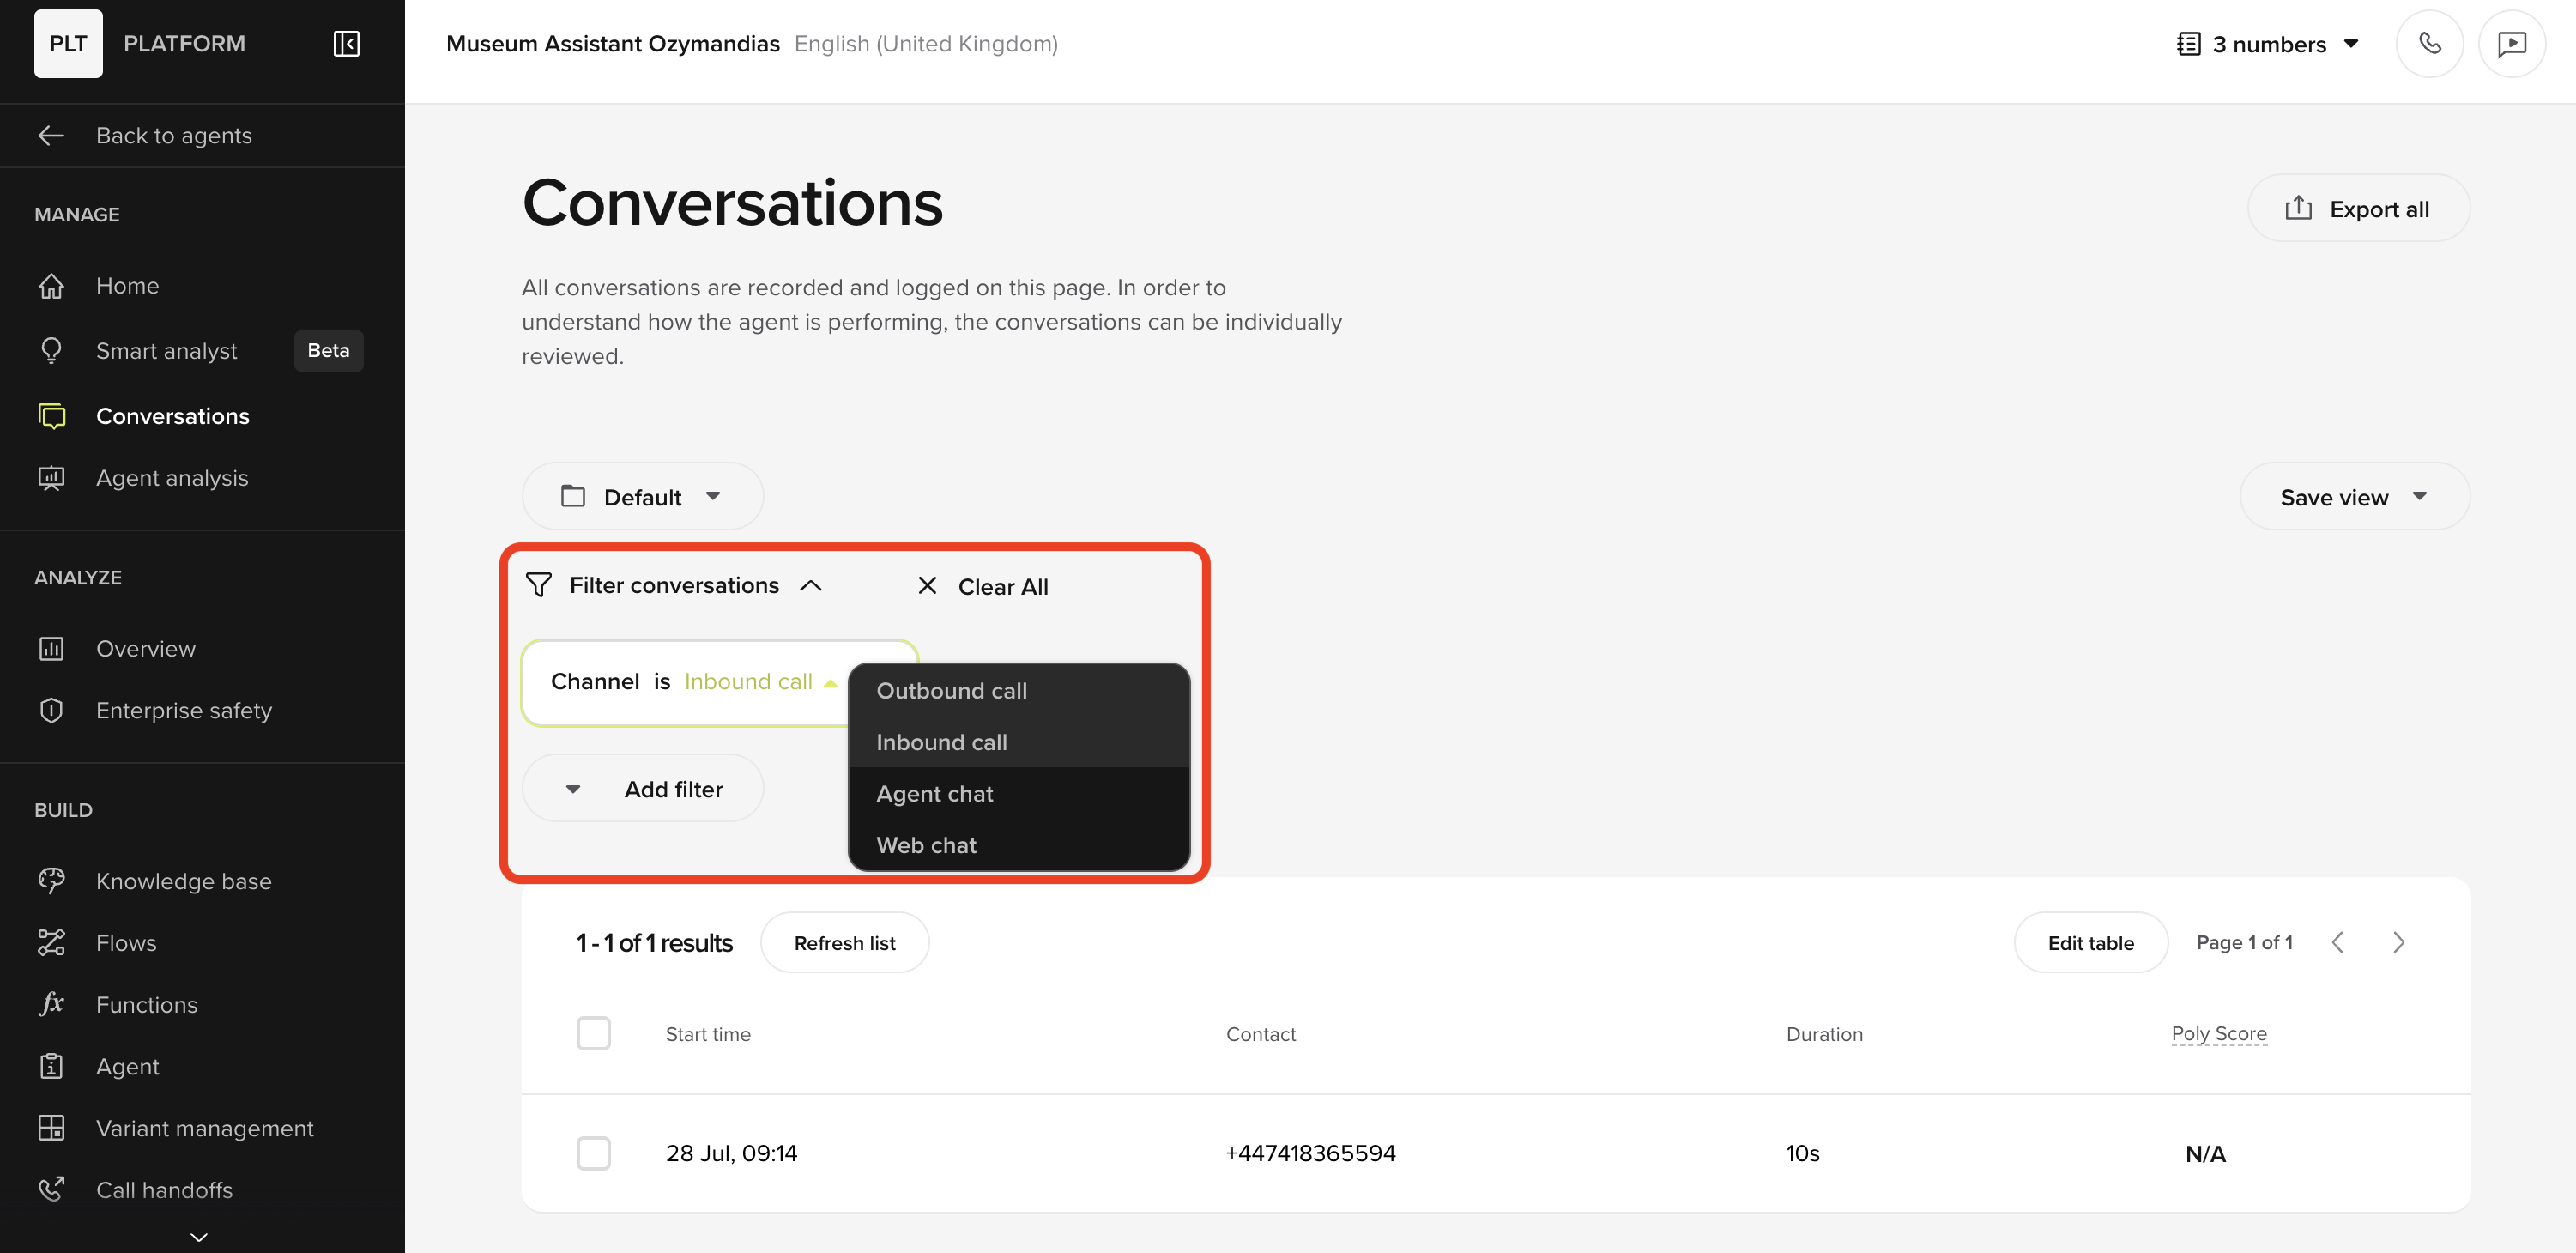 PLT PLATFORM
Back to agents
MANAGE
Home
Smart analyst Beta
Conversations
Agent analysis
ANALYZE
Overview
Enterprise safety
BUILD
Knowledge base
Flows
fx Functions
Agent
Variant management
Call handoffs
Museum Assistant Ozymandias English (United Kingdom)
3 numbers
Conversations
Export all
All conversations are recorded and logged on this page. In order to
understand how the agent is performing, the conversations can be individually
reviewed.
Default
Save view
Filter conversations
Clear All
Channel is Inbound call
Outbound call
Inbound call
Agent chat
Web chat
Add filter
1 - 1 of 1 results
Refresh list
Edit table
Page 1 of 1
Start time Contact Duration Poly Score
28 Jul, 09:14 +447418365594 10s N/A